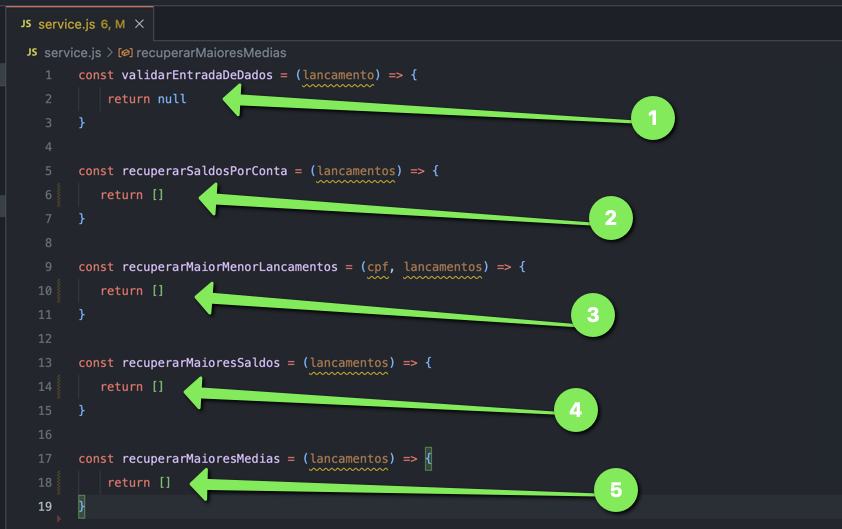 JS service.js 6, M ×
JS service.js > recuperarMaioresMedias
1 const validarEntradaDeDados = (lancamento) => {
2 return null
3 }
4
5 const recuperarSaldosPorConta = (lancamentos) => {
6 return []
7 }
8
9 const recuperarMaiorMenorLancamentos = (cpf, lancamentos) => {
10 return []
11 }
12
13 const recuperarMaioresSaldos = (lancamentos) => {
14 return []
15 }
16
17 const recuperarMaioresMedias = (lancamentos) => {
18 return []
19 }
1
2
3
4
5